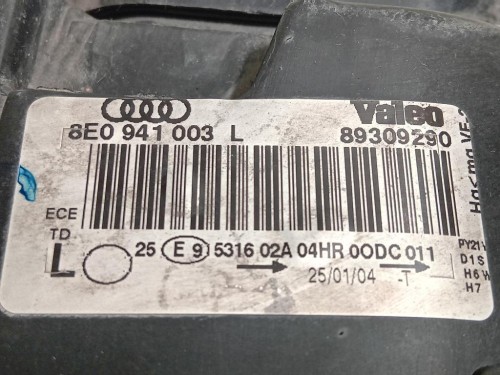 Valeo
8E0 941 003 L 89309290
ECE
TD
L 25 E 9 5316 02A 04HR 00DC 011
25/01/04 -T
PY21
D1S
H6W
H7